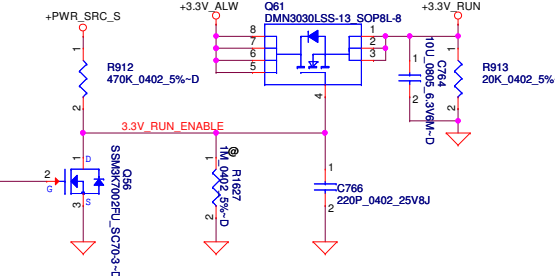 +PWR_SRC_S
+3.3V_ALW
Q61
DMN3030LSS-13_SOP8L-8
+3.3V_RUN
8
7
6
5
1
2
3
4
1
R912
470K_0402_5%~D
2
1
C764
10U_0805_6.3V6M~D
2
1
R913
20K_0402_5%
2
3.3V_RUN_ENABLE
1
D
2
G
Q56
SSM3K7002FU_SC70-3~D
3
S
1
@
R1627
1M_0402_5%~D
2
1
C766
220P_0402_25V8J
2